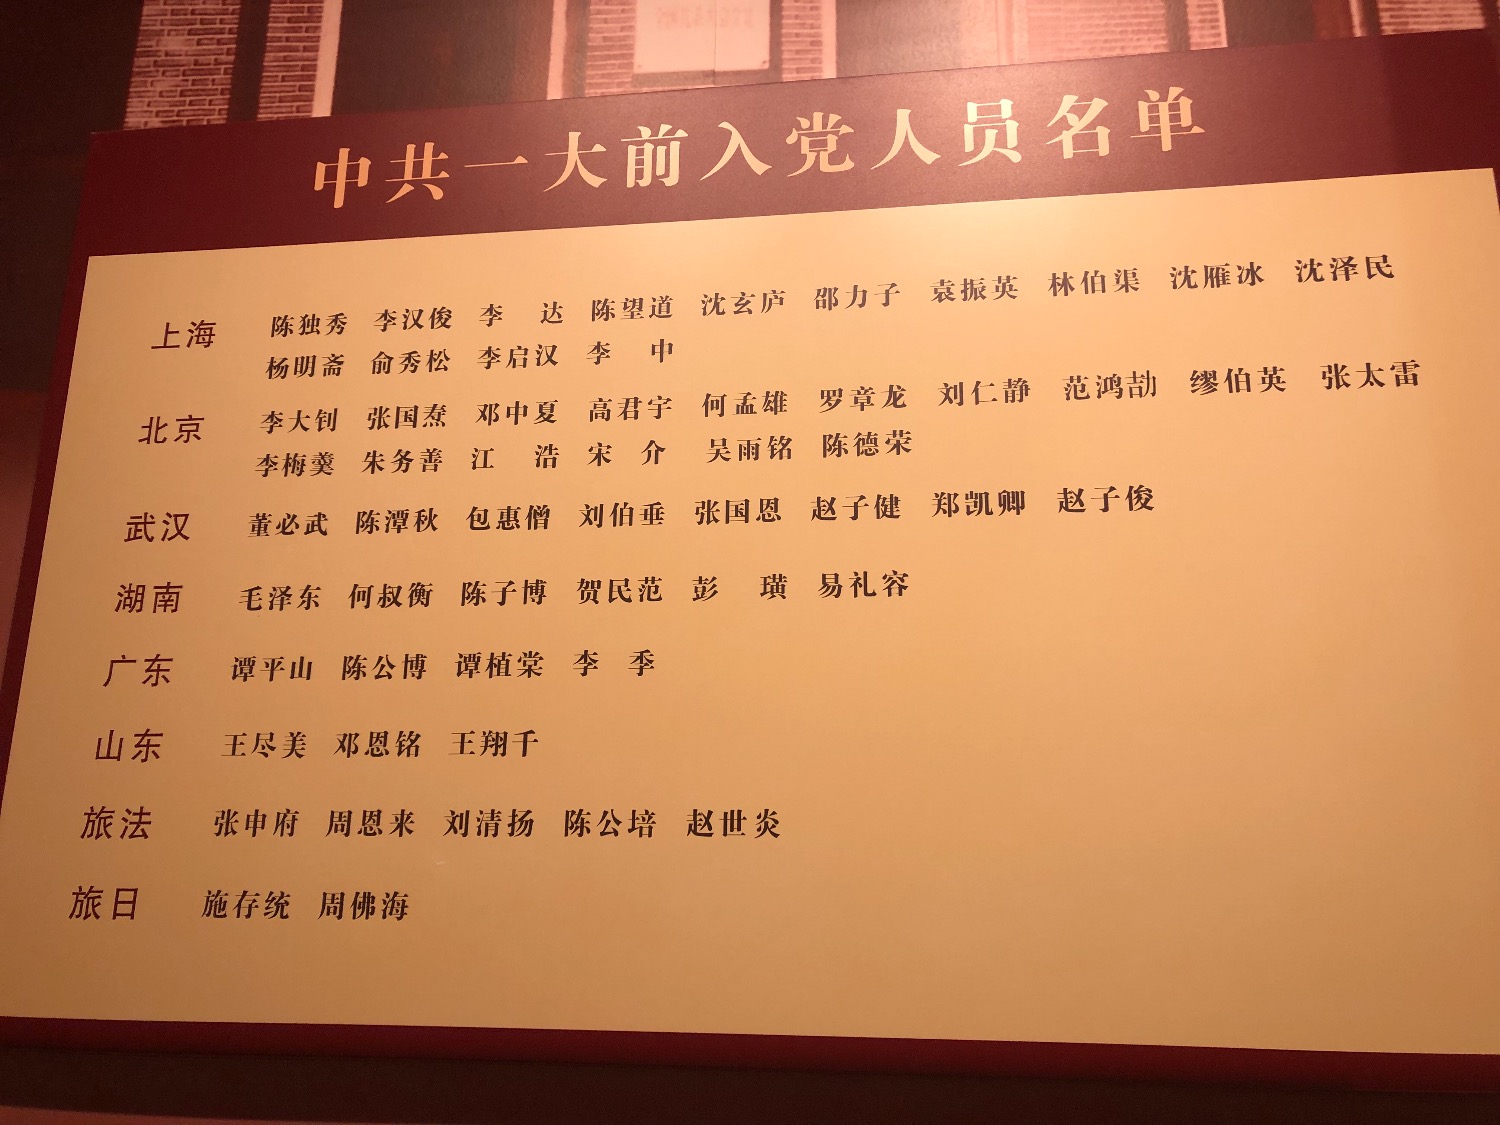 中共一大前入党人员名单
上海 陈独秀 李汉俊 李 达 陈望道 沈玄庐 邵力子 袁振英 林伯渠 沈雁冰 沈泽民
杨明斋 俞秀松 李启汉 李 中
北京 李大钊 张国焘 邓中夏 高君宇 何孟雄 罗章龙 刘仁静 范鸿劼 缪伯英 张太雷
李梅羹 朱务善 江 浩 宋 介 吴雨铭 陈德荣
武汉 董必武 陈潭秋 包惠僧 刘伯垂 张国恩 赵子健 郑凯卿 赵子俊
湖南 毛泽东 何叔衡 陈子博 贺民范 彭 璜 易礼容
广东 谭平山 陈公博 谭植棠 李 季
山东 王尽美 邓恩铭 王翔千
旅法 张申府 周恩来 刘清扬 陈公培 赵世炎
旅日 施存统 周佛海